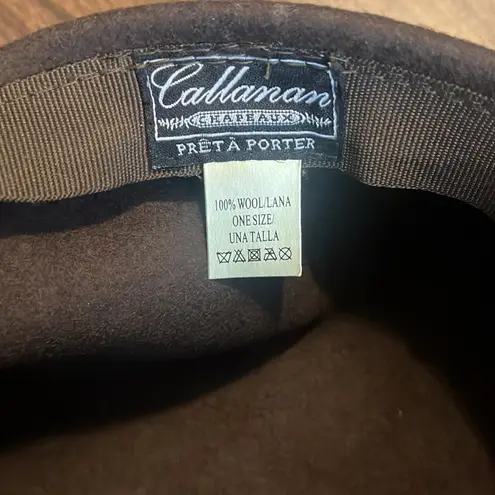 Callanan
CHAPEAUX
PRÊT À PORTER
100% WOOL/LANA
ONE SIZE/
UNA TALLA